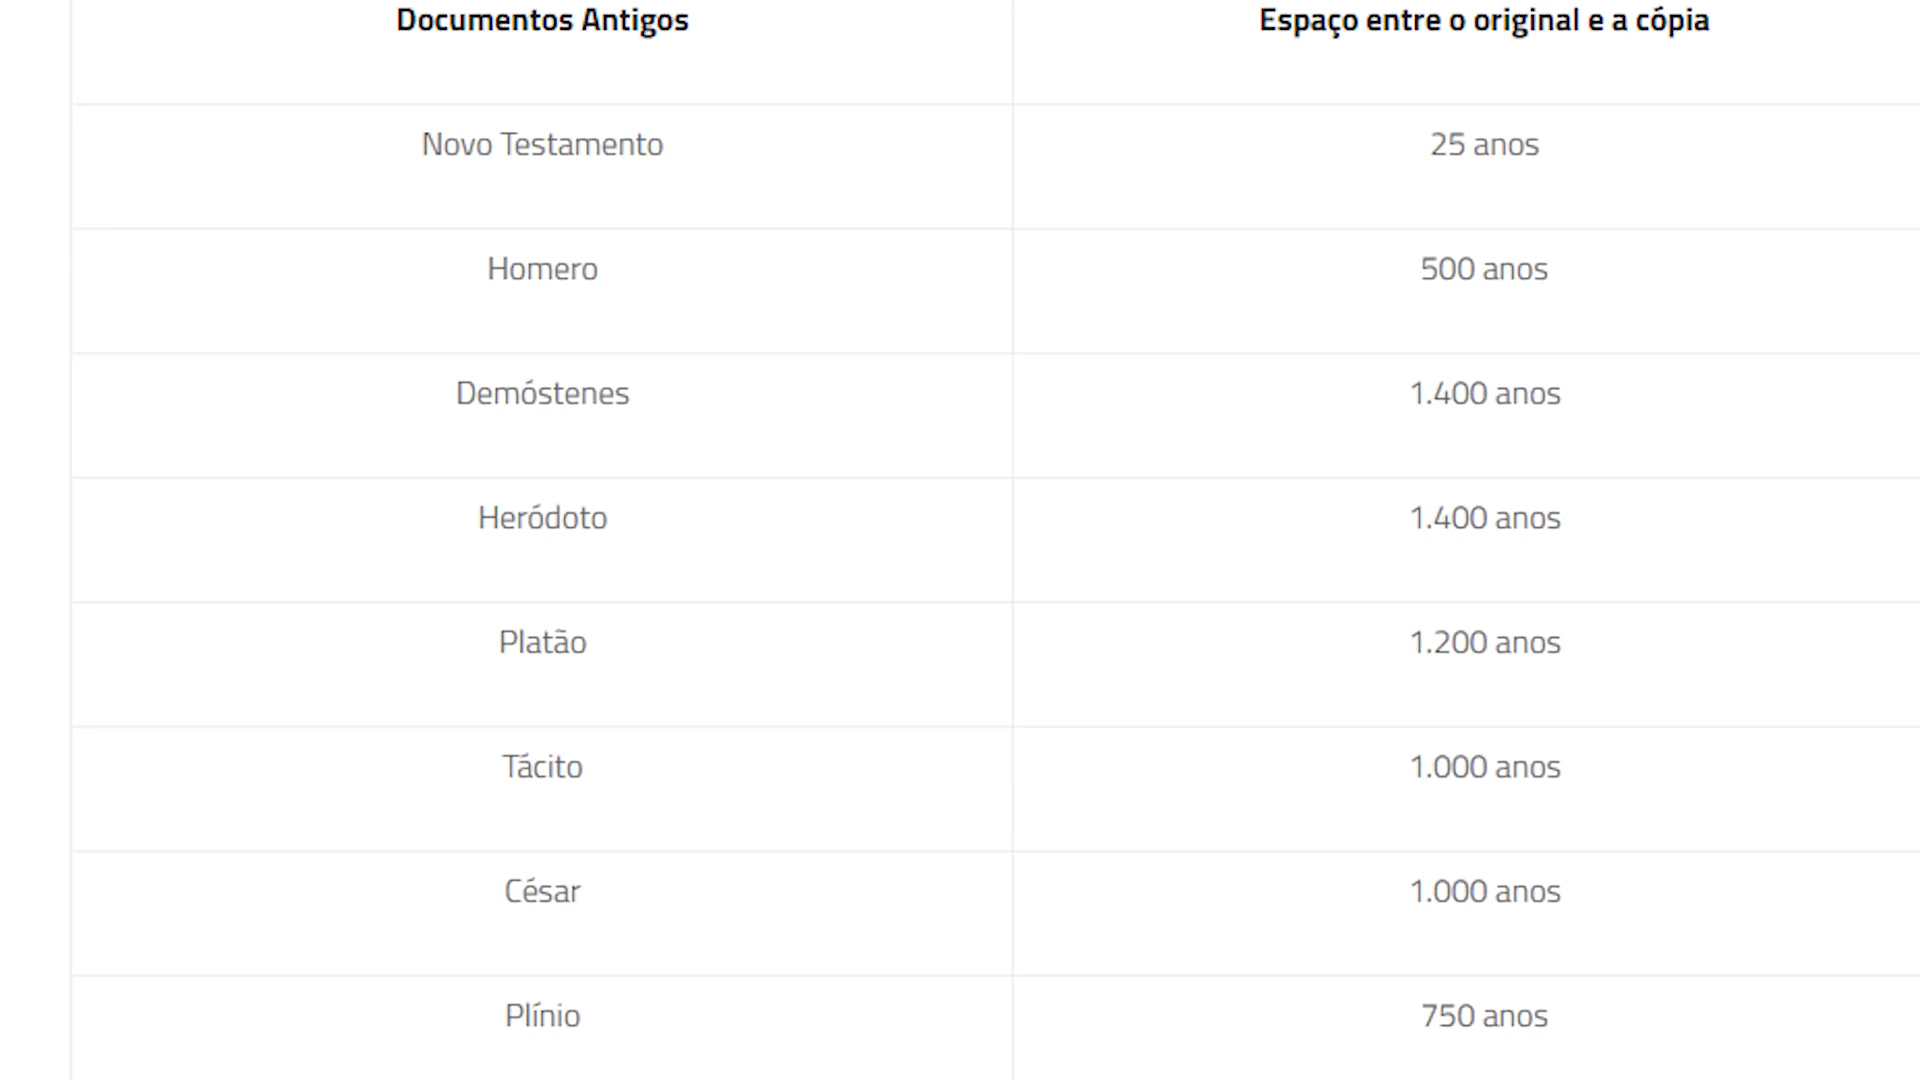 Documentos Antigos Espaço entre o original e a cópia
Novo Testamento 25 anos
Homero 500 anos
Demóstenes 1.400 anos
Heródoto 1.400 anos
Platão 1.200 anos
Tácito 1.000 anos
César 1.000 anos
Plínio 750 anos